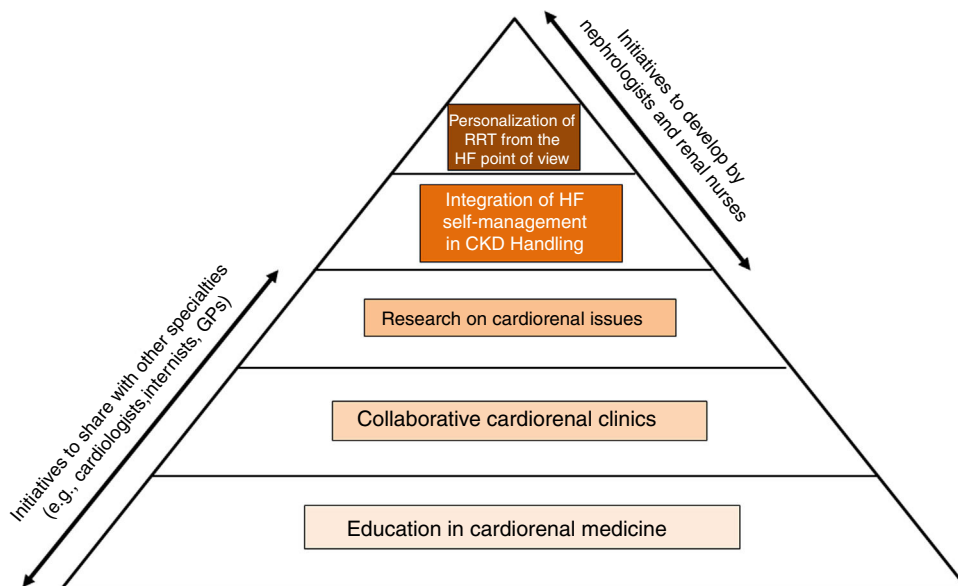 Initiatives to develop by
nephrologists and renal nurses
Personalization of
RRT from the
HF point of view
Integration of HF
self-management
in CKD Handling
Initiatives to share with other specialties
(e.g., cardiologists,internists, GPs)
Research on cardiorenal issues
Collaborative cardiorenal clinics
Education in cardiorenal medicine